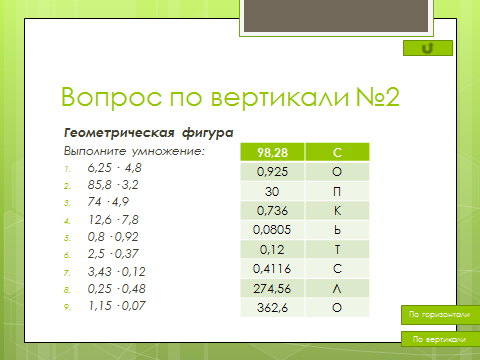 Вопрос по вертикали №2
Геометрическая фигура
Выполните умножение:
1. 6,25 · 4,8
2. 85,8 · 3,2
3. 74 · 4,9
4. 12,6 · 7,8
5. 0,8 · 0,92
6. 2,5 · 0,37
7. 3,43 · 0,12
8. 0,25 · 0,48
9. 1,15 · 0,07
98,28 С
0,925 О
30 П
0,736 К
0,0805 Ь
0,12 Т
0,4116 С
274,56 Л
362,6 О
По горизонтали
По вертикали